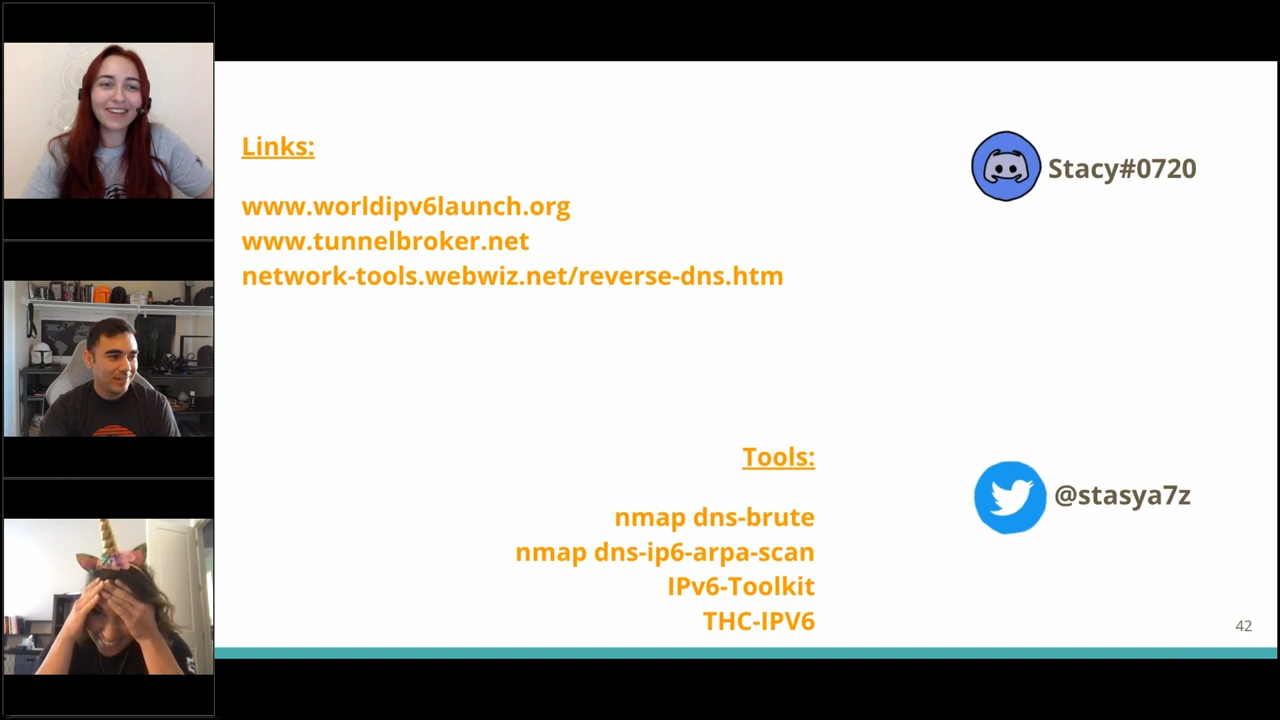 Links:
www.worldipv6launch.org
www.tunnelbroker.net
network-tools.webwiz.net/reverse-dns.htm
Stacy#0720
Tools:
nmap dns-brute
nmap dns-ip6-arpa-scan
IPv6-Toolkit
THC-IPV6
@stasya7z
42